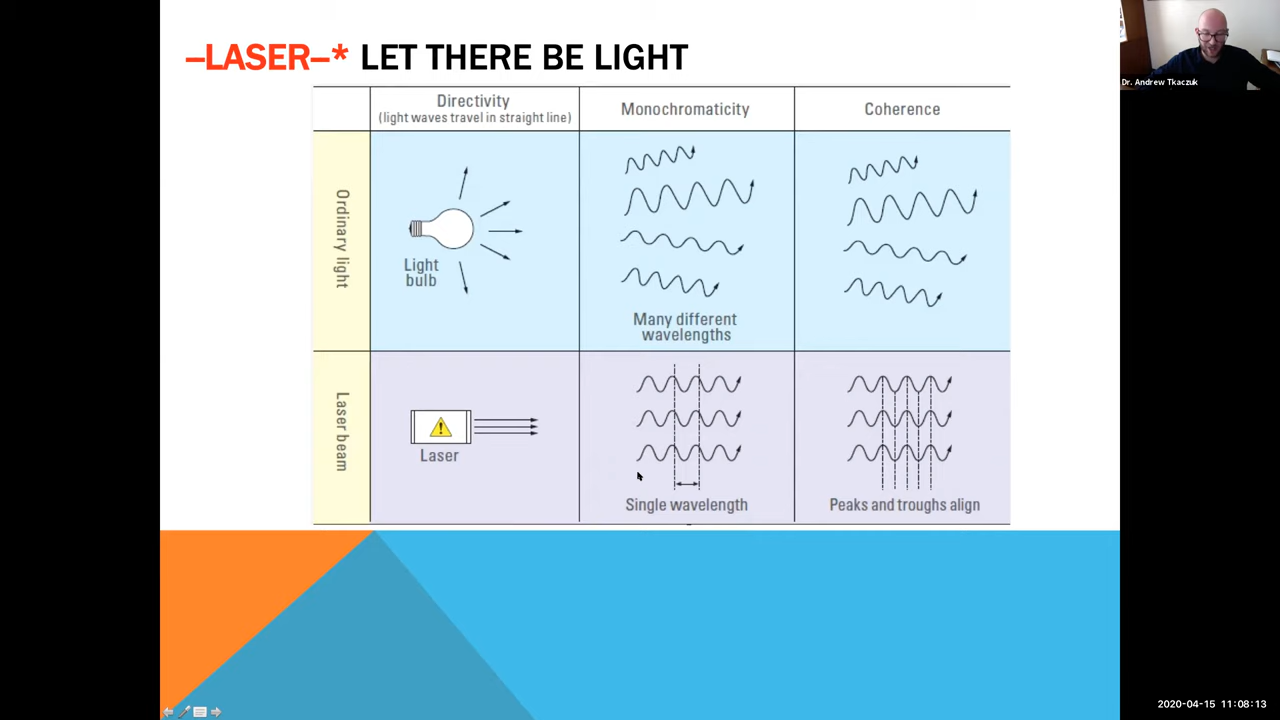 –LASER–* LET THERE BE LIGHT
Dr. Andrew Tkaczuk
Directivity
(light waves travel in straight line)
Monochromaticity
Coherence
Ordinary light
Light
bulb
Many different
wavelengths
Laser beam
Laser
Single wavelength
Peaks and troughs align
2020-04-15 11:08:13